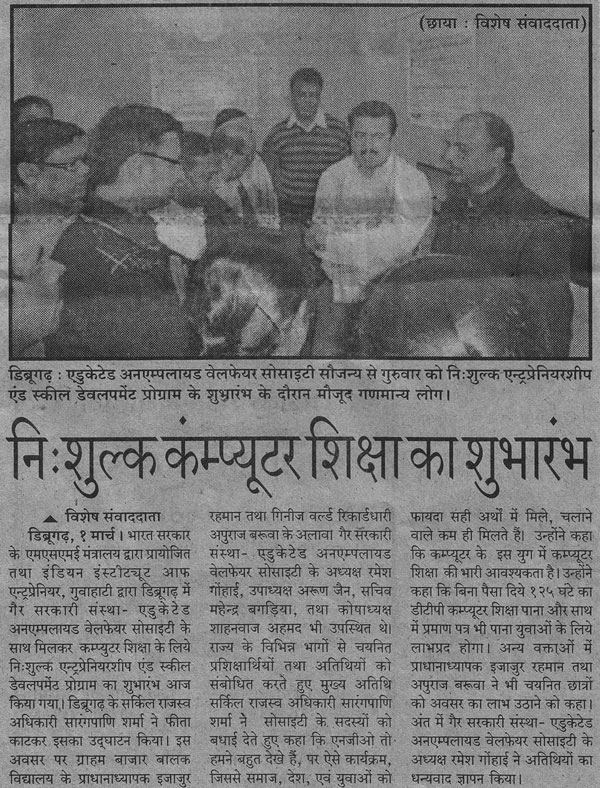 (छाया : विशेष संवाददाता)
डिब्रूगढ़ : एडुकेटेड अनएम्पलायड वेलफेयर सोसाइटी सौजन्य से गुरुवार को निःशुल्क एन्ट्रप्रेनियरशीप
एंड स्कील डेवलपमेंट प्रोग्राम के शुभारंभ के दौरान मौजूद गणमान्य लोग।
निःशुल्क कंम्प्यूटर शिक्षा का शुभारंभ
▲ विशेष संवाददाता
डिब्रूगढ़, १ मार्च। भारत सरकार
के एमएसएमई मंत्रालय द्वारा प्रायोजित
तथा इंडियन इंस्टीटच्यूट आफ
एन्ट्रप्रेनियर, गुवाहाटी द्वारा डिब्रूगढ़ में
गैर सरकारी संस्था- एडुकेटेड
अनएम्पलायड वेलफेयर सोसाइटी के
साथ मिलकर कम्प्युटर शिक्षा के लिये
निःशुल्क एन्ट्रप्रेनियरशीप एंड स्कील
डेवलपमेंट प्रोग्राम का शुभारंभ आज
किया गया। डिब्रूगढ़ के सर्किल राजस्व
अधिकारी सारंगपाणि शर्मा ने फीता
काटकर इसका उद्घाटन किया। इस
अवसर पर ग्राहम बाजार बालक
विद्यालय के प्राधानाध्यापक इजाजुर
रहमान तथा गिनीज वर्ल्ड रिकार्डधारी
अपुराज बरूवा के अलावा गैर सरकारी
संस्था- एडुकेटेड अनएम्पलायड
वेलफेयर सोसाइटी के अध्यक्ष रमेश
गोंहाई, उपाध्यक्ष अरूण जैन, सचिव
महेन्द्र बगड़िया, तथा कोषाध्यक्ष
शाहनवाज अहमद भी उपस्थित थे।
राज्य के विभिन्न भागों से चयनित
प्रशिक्षार्थियों तथा अतिथियों को
संबोधित करते हुए मुख्य अतिथि
सर्किल राजस्व अधिकारी सारंगपाणि
शर्मा ने सोसाइटी के सदस्यों को
बधाई देते हुए कहा कि एनजीओ तो
हमने बहुत देखे हैं, पर ऐसे कार्यक्रम,
जिससे समाज, देश, एवं युवाओं को
फायदा सही अर्थों में मिले, चलाने
वाले कम ही मिलते हैं। उन्होंने कहा
कि कम्प्यूटर के इस युग में कम्प्यूटर
शिक्षा की भारी आवश्यकता है। उन्होंने
कहा कि बिना पैसा दिये १२५ घंटे का
डीटीपी कम्प्यूटर शिक्षा पाना और साथ
में प्रमाण पत्र भी पाना युवाओं के लिये
लाभप्रद होगा। अन्य वक्ताओं में
प्राधानाध्यापक इजाजुर रहमान तथा
अपुराज बरूवा ने भी चयनित छात्रों
को अवसर का लाभ उठाने को कहा।
अंत में गैर सरकारी संस्था- एडुकेटेड
अनएम्पलायड वेलफेयर सोसाइटी के
अध्यक्ष रमेश गोंहाई ने अतिथियों का
धन्यवाद ज्ञापन किया।